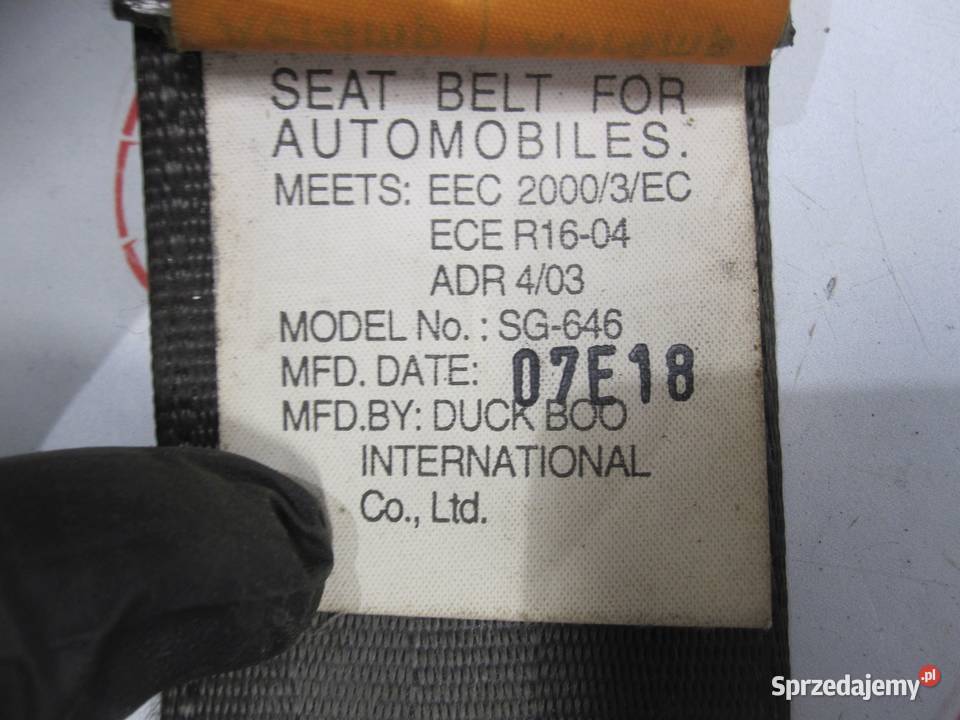 SEAT BELT FOR
AUTOMOBILES.
MEETS: EEC 2000/3/EC
ECE R16-04
ADR 4/03
MODEL No. : SG-646
MFD. DATE: 07E18
MFD.BY: DUCK BOO
INTERNATIONAL
Co., Ltd.
Sprzedajemy.pl